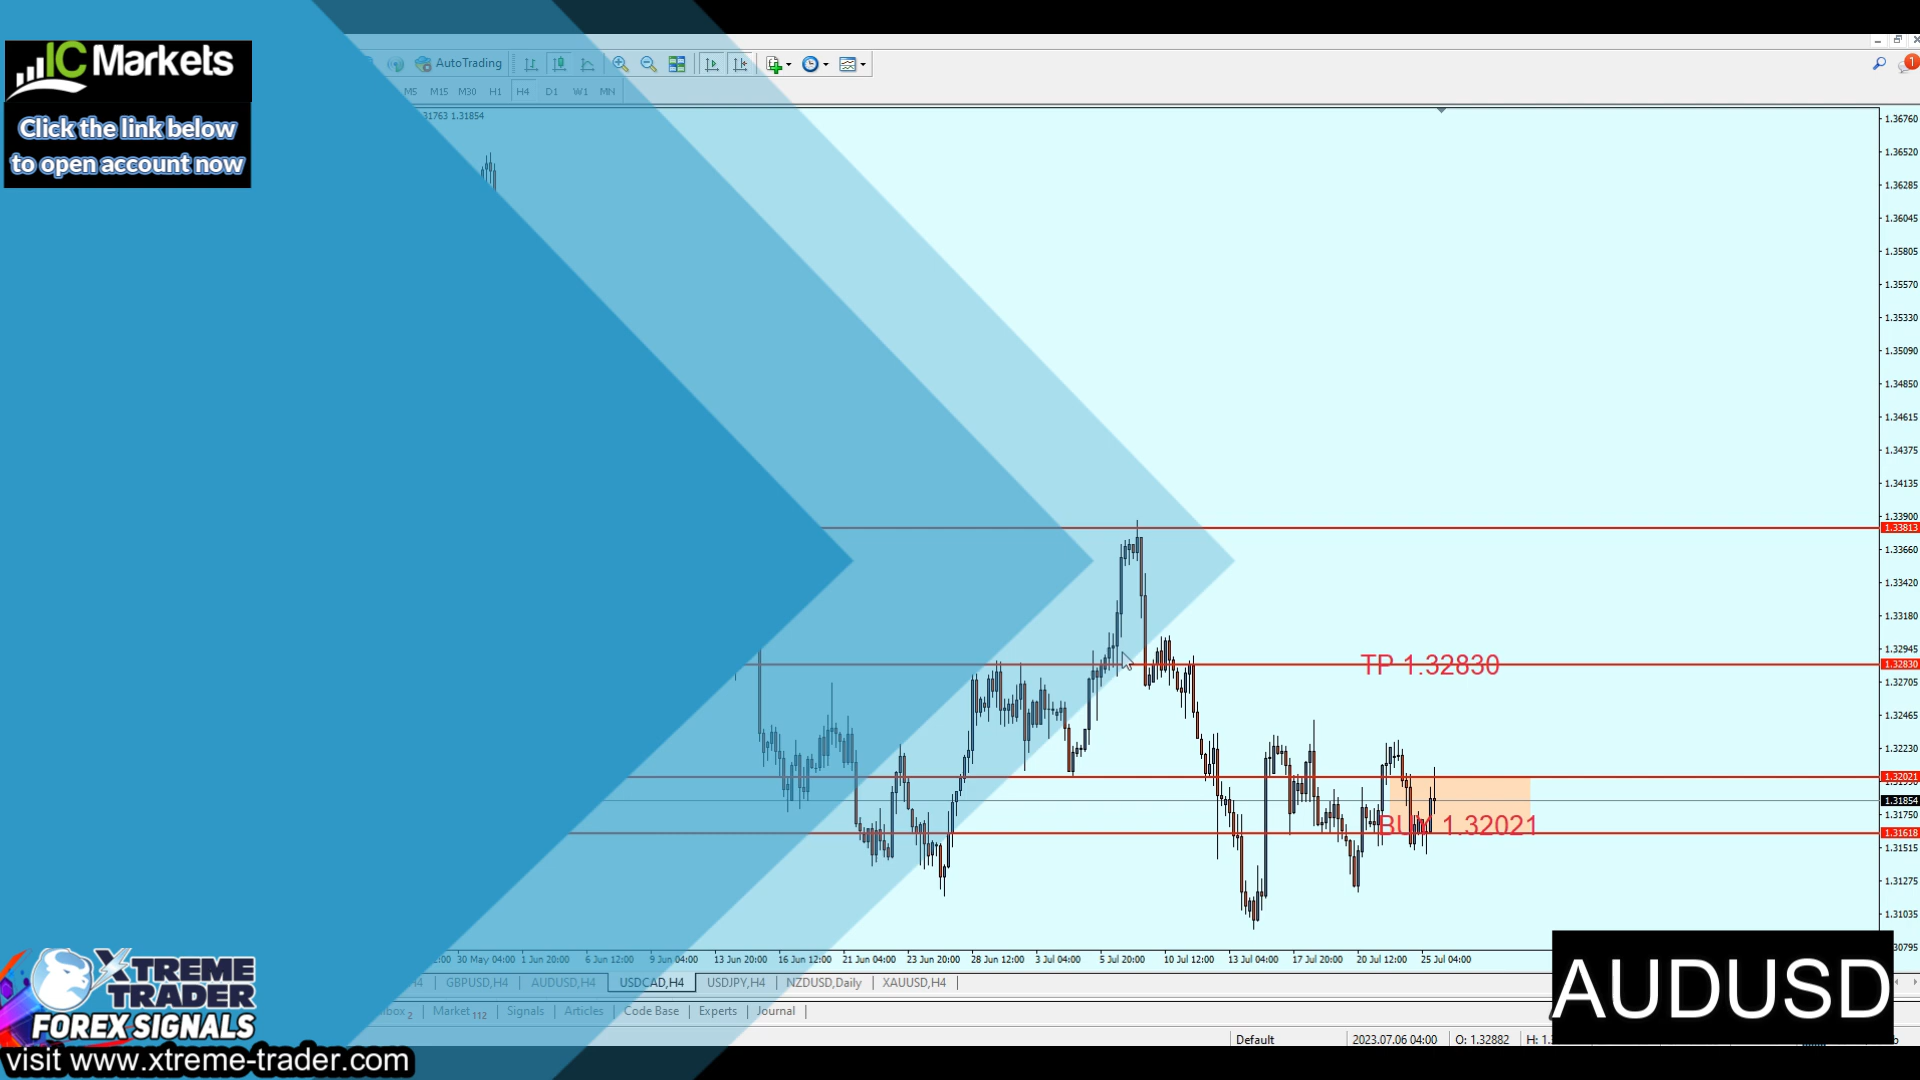 IC Markets
Click the link below
to open account now
AutoTrading
M5 M15 M30 H1 H4 D1 W1 MN
1
31763 1.31854
1.36760
1.36520
1.36285
1.36045
1.35805
1.35570
1.35330
1.35090
1.34850
1.34615
1.34375
1.34135
1.33900
1.33813
1.33660
1.33420
1.33180
1.32945
TP 1.32830
1.32830
1.32705
1.32465
1.32230
1.32021
1.31854
1.31750
BUY 1.32021
1.31618
1.31515
1.31275
1.31035
30795
2:00 30 May 04:00 1 Jun 20:00 6 Jun 12:00 9 Jun 04:00 13 Jun 20:00 16 Jun 12:00 21 Jun 04:00 23 Jun 20:00 28 Jun 12:00 3 Jul 04:00 5 Jul 20:00 10 Jul 12:00 13 Jul 04:00 17 Jul 20:00 20 Jul 12:00 25 Jul 04:00
GBPUSD,H4 AUDUSD,H4 USDCAD,H4 USDJPY,H4 NZDUSD,Daily XAUUSD,H4
box 2 Market 112 Signals Articles Code Base Experts Journal
Default 2023.07.06 04:00 O: 1.32882 H: 1.
AUDUSD
XTREME
TRADER
FOREX SIGNALS
visit www.xtreme-trader.com